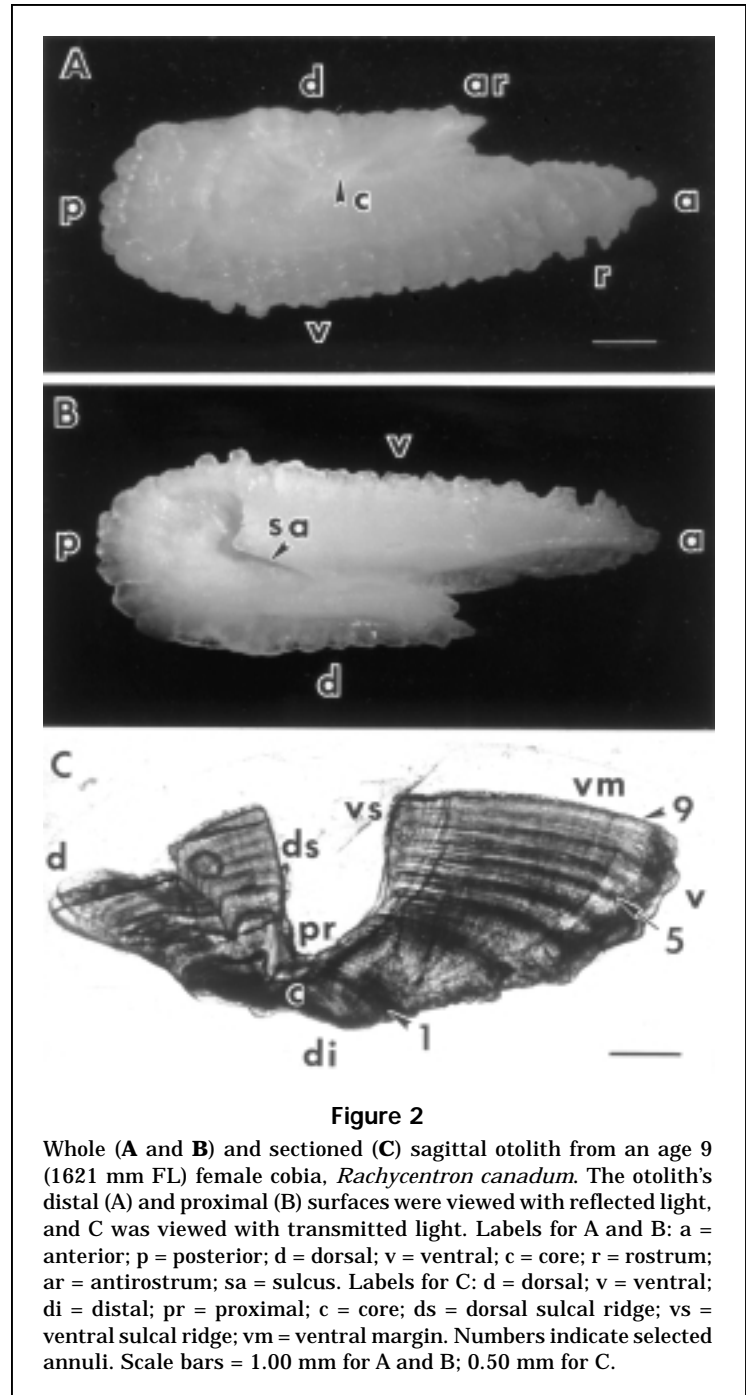 A
d
ar
p
c
a
r
v
B
v
sa
p
a
d
C
vm
vs
9
ds
d
v
pr
5
c
1
di
Figure 2
Whole (A and B) and sectioned (C) sagittal otolith from an age 9
(1621 mm FL) female cobia, Rachycentron canadum. The otolith's
distal (A) and proximal (B) surfaces were viewed with reflected light,
and C was viewed with transmitted light. Labels for A and B: a =
anterior; p = posterior; d = dorsal; v = ventral; c = core; r = rostrum;
ar = antirostrum; sa = sulcus. Labels for C: d = dorsal; v = ventral;
di = distal; pr = proximal; c = core; ds = dorsal sulcal ridge; vs =
ventral sulcal ridge; vm = ventral margin. Numbers indicate selected
annuli. Scale bars = 1.00 mm for A and B; 0.50 mm for C.